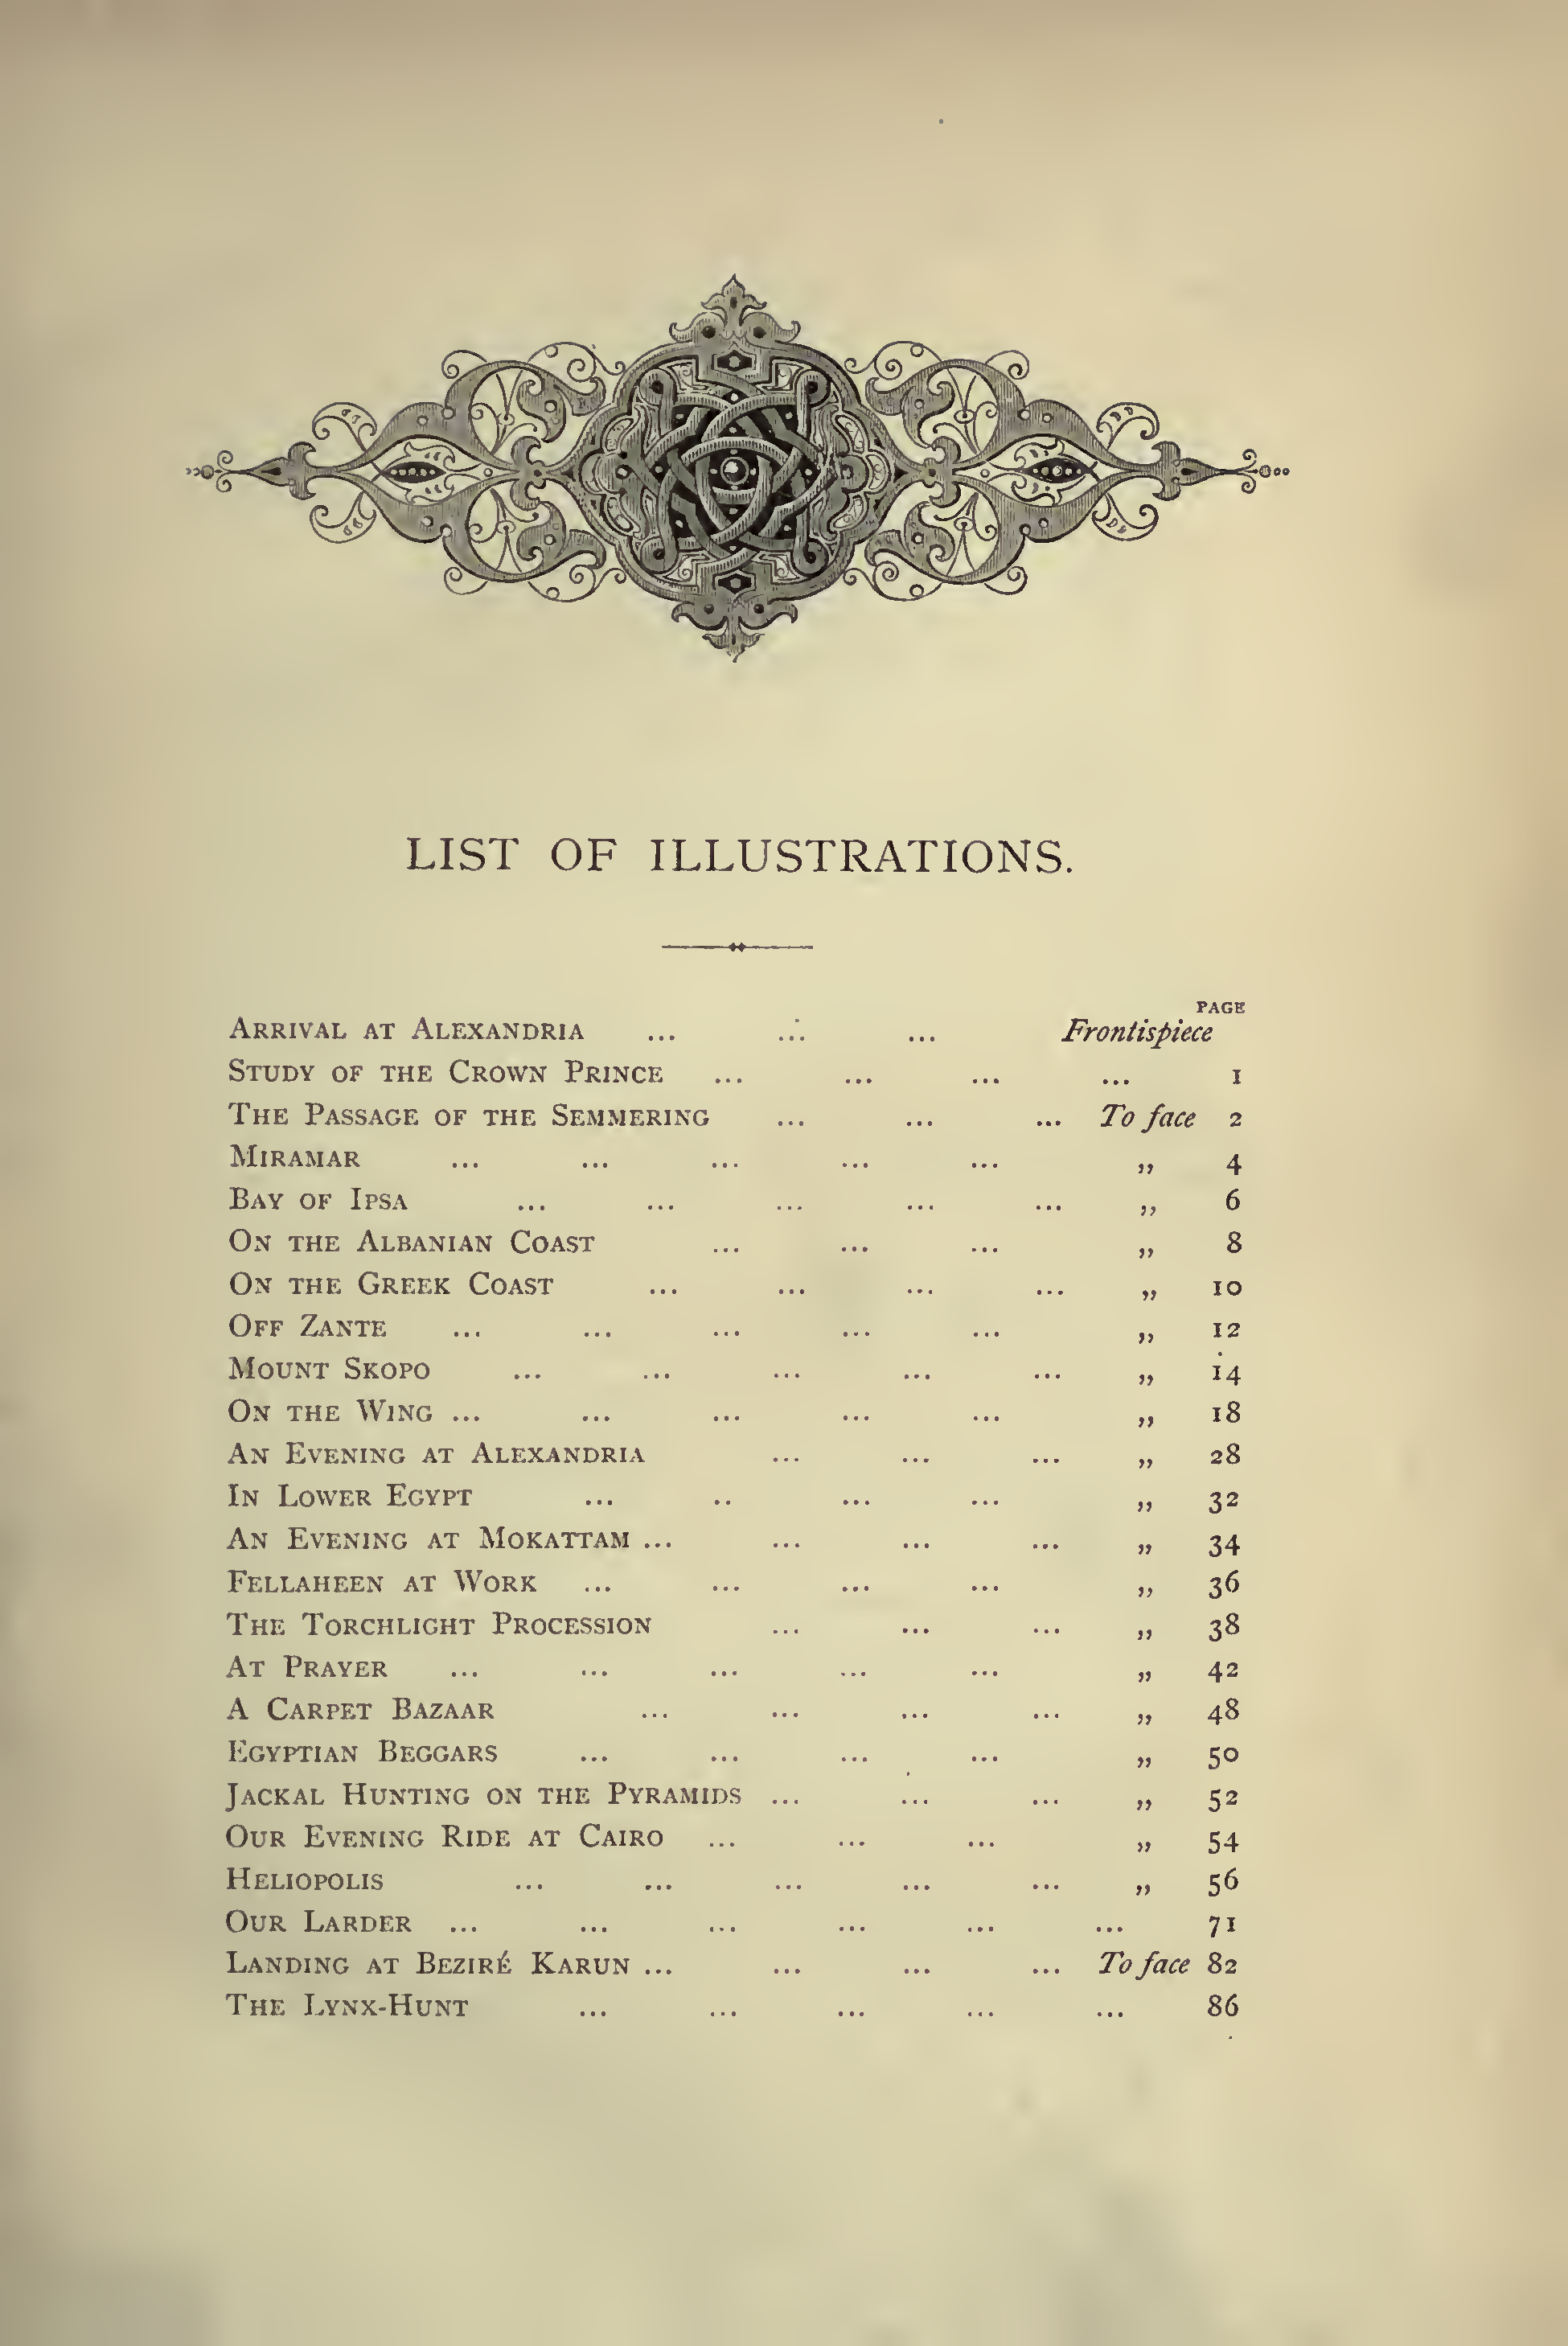 LIST OF ILLUSTRATIONS.
PAGE
ARRIVAL AT ALEXANDRIA ... ... ... Frontispiece
STUDY OF THE CROWN PRINCE ... ... ... ... 1
THE PASSAGE OF THE SEMMERING ... ... ... To face 2
MIRAMAR ... ... ... ... ... „ 4
BAY OF IPSA ... ... ... ... ... „ 6
ON THE ALBANIAN COAST ... ... ... „ 8
ON THE GREEK COAST ... ... ... ... „ 10
OFF ZANTE ... ... ... ... ... „ 12
MOUNT SKOPO ... ... ... ... ... „ 14
ON THE WING ... ... ... ... ... „ 18
AN EVENING AT ALEXANDRIA ... ... ... „ 28
IN LOWER EGYPT ... .. ... ... „ 32
AN EVENING AT MOKATTAM ... ... ... ... „ 34
FELLAHEEN AT WORK ... ... ... ... „ 36
THE TORCHLIGHT PROCESSION ... ... ... „ 38
AT PRAYER ... ... ... ... ... „ 42
A CARPET BAZAAR ... ... ... ... „ 48
EGYPTIAN BEGGARS ... ... ... ... „ 50
JACKAL HUNTING ON THE PYRAMIDS ... ... ... „ 52
OUR EVENING RIDE AT CAIRO ... ... ... „ 54
HELIOPOLIS ... ... ... ... ... „ 56
OUR LARDER ... ... ... ... ... ... 71
LANDING AT BEZIRÉ KARUN ... ... ... ... To face 82
THE LYNX-HUNT ... ... ... ... ... 86